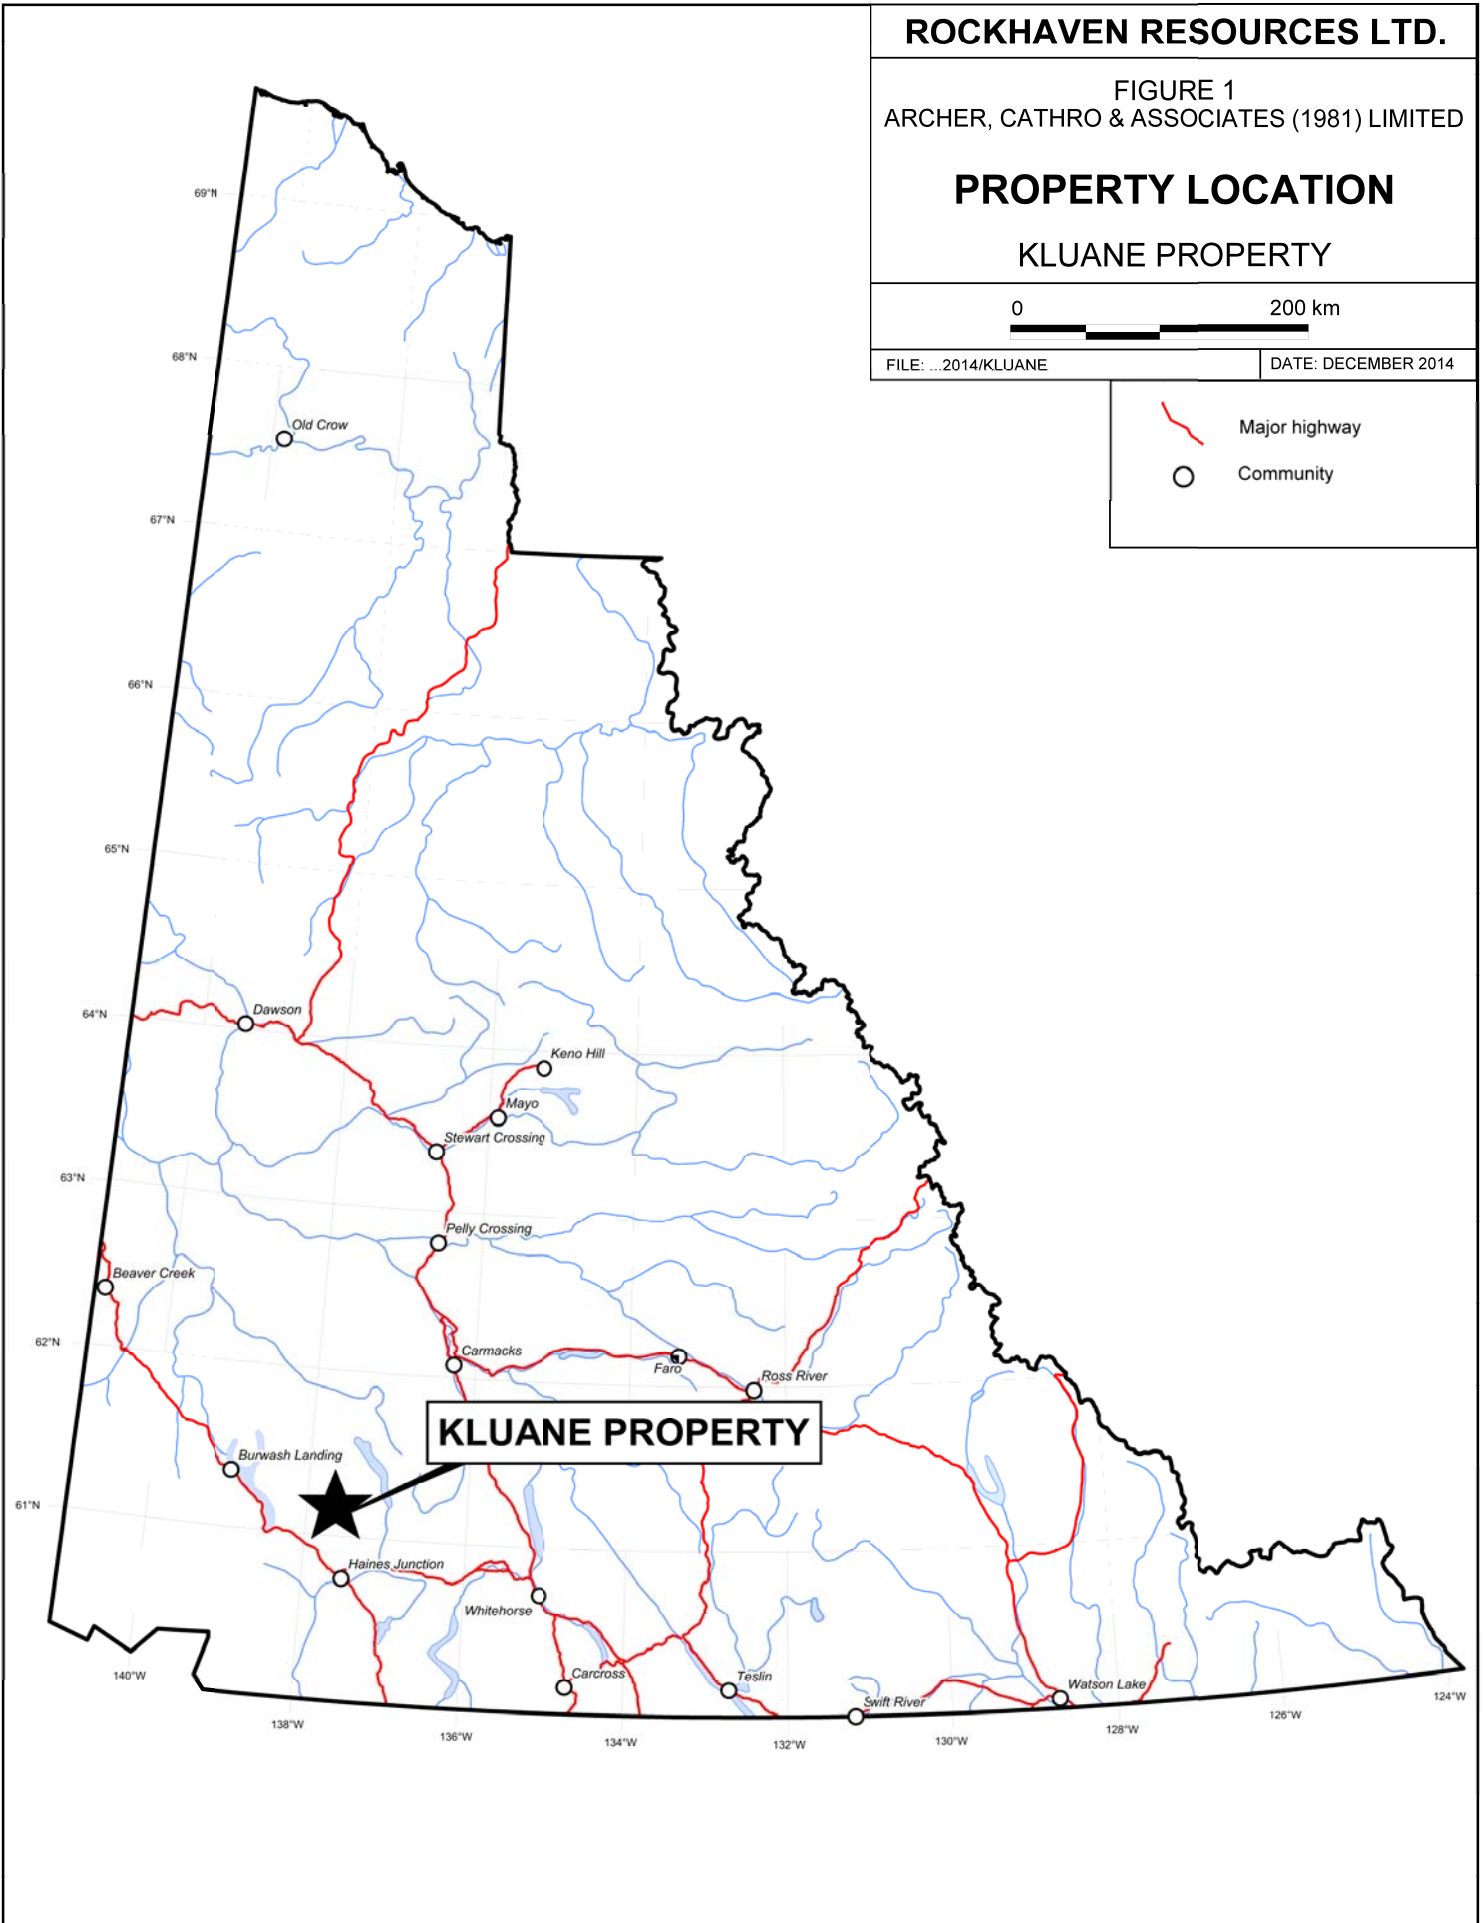 ROCKHAVEN RESOURCES LTD.
FIGURE 1
ARCHER, CATHRO & ASSOCIATES (1981) LIMITED
PROPERTY LOCATION
KLUANE PROPERTY
0 200 km
FILE: ...2014/KLUANE DATE: DECEMBER 2014
Major highway
Community
69°N
68°N
Old Crow
67°N
66°N
65°N
64°N
Dawson
Keno Hill
Mayo
Stewart Crossing
63°N
Pelly Crossing
Beaver Creek
62°N
Carmacks
Faro
Ross River
KLUANE PROPERTY
Burwash Landing
61°N
Haines Junction
Whitehorse
Carcross
Teslin
Swift River
Watson Lake
140°W
138°W
136°W
134°W
132°W
130°W
128°W
126°W
124°W